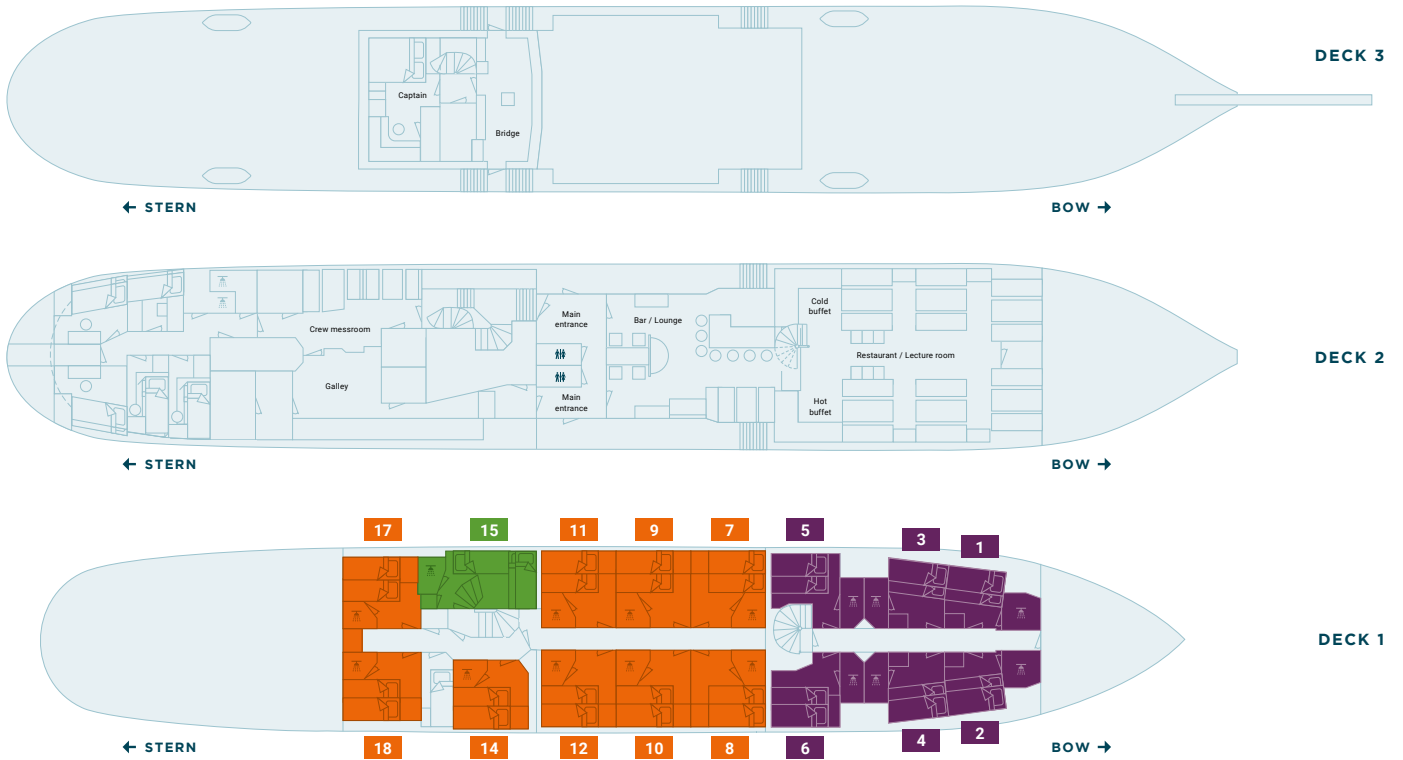 DECK 3
Captain
Bridge
STERN
BOW
DECK 2
Crew messroom
Galley
Main
entrance
Main
entrance
Bar / Lounge
Cold
buffet
Restaurant / Lecture room
Hot
buffet
STERN
BOW
DECK 1
17
15
11
9
7
5
3
1
18
14
12
10
8
6
4
2
STERN
BOW